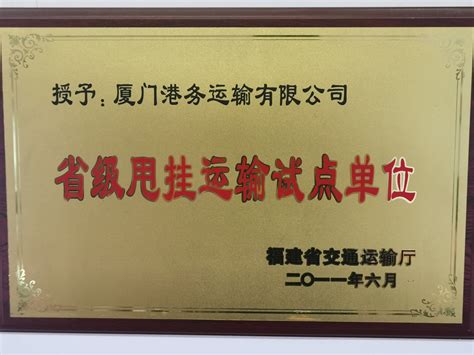 授予：厦门港务运输有限公司
省级甩挂运输试点单位
福建省交通运输厅
二〇一一年六月